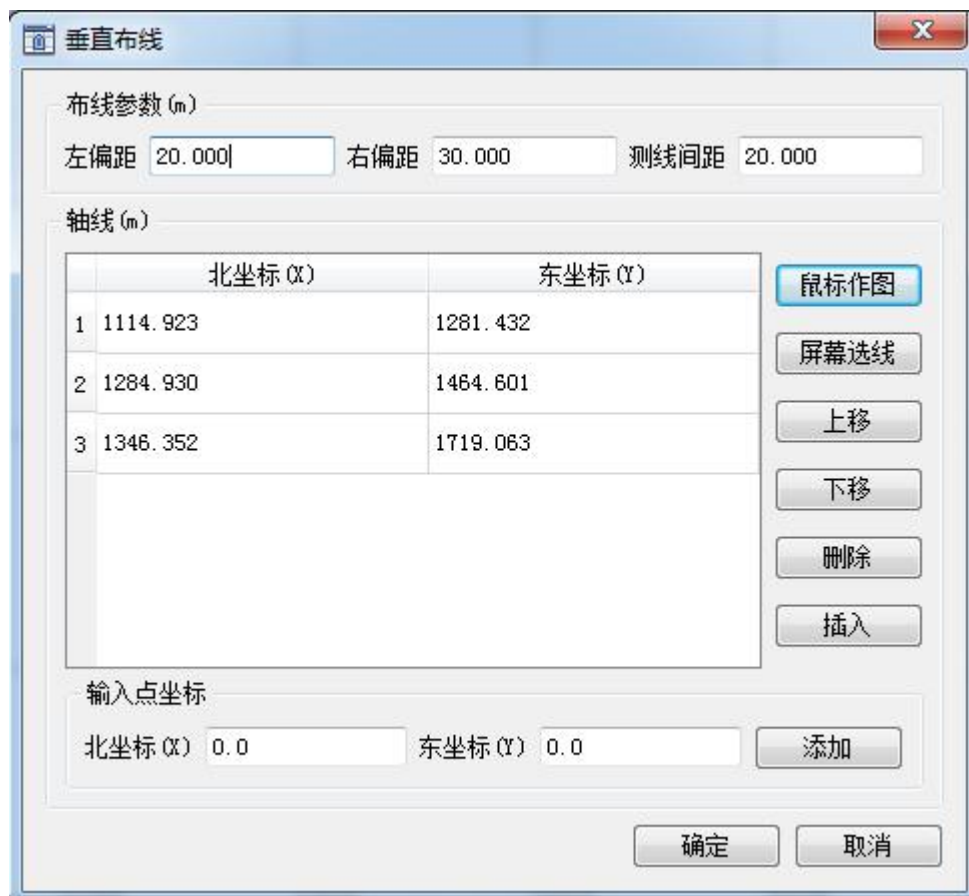 垂直布线
布线参数(m)
左偏距 20.000 右偏距 30.000 测线间距 20.000
轴线(m)
北坐标(X) 东坐标(Y)
鼠标作图
1 1114.923 1281.432
屏幕选线
2 1284.930 1464.601
上移
3 1346.352 1719.063
下移
删除
插入
输入点坐标
北坐标(X) 0.0 东坐标(Y) 0.0 添加
确定 取消